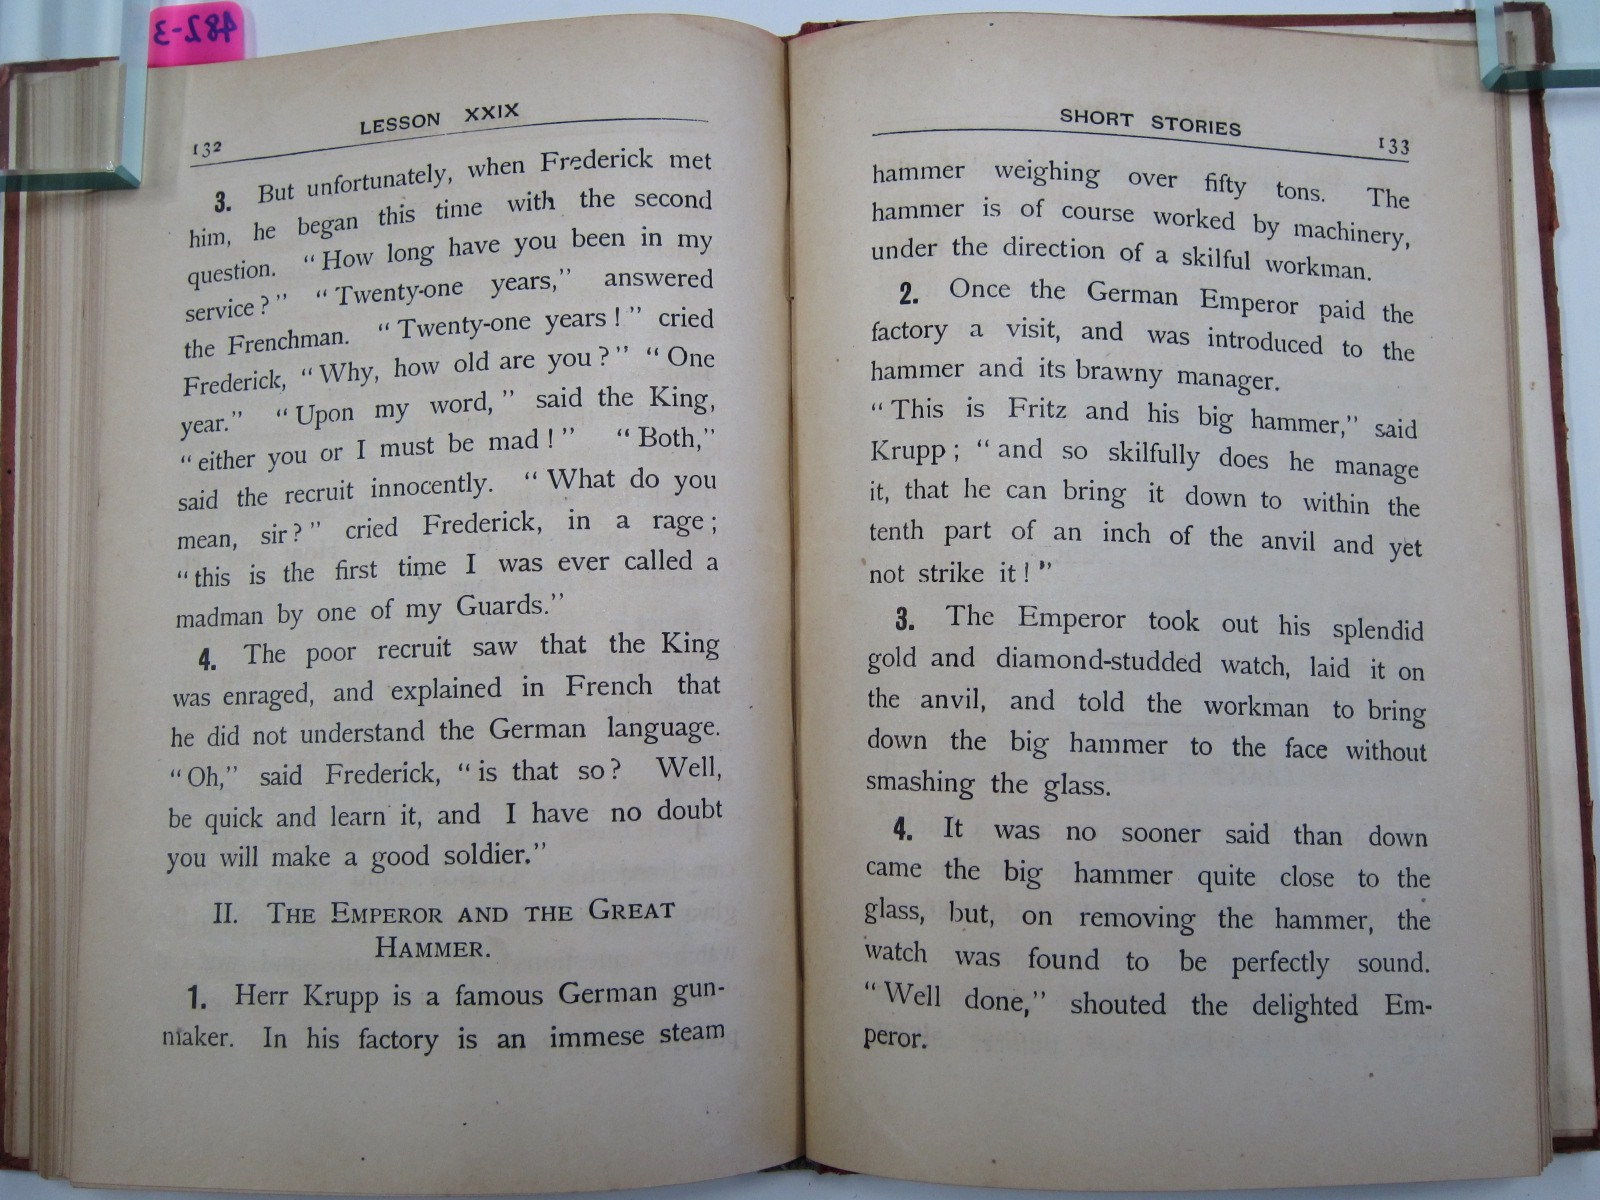 482-3
132
LESSON XXIX
3. But unfortunately, when Frederick met
him, he began this time with the second
question. “How long have you been in my
service?” “Twenty-one years,” answered
the Frenchman. “Twenty-one years!” cried
Frederick, “Why, how old are you?” “One
year.” “Upon my word,” said the King,
“either you or I must be mad!” “Both,”
said the recruit innocently. “What do you
mean, sir?” cried Frederick, in a rage;
“this is the first time I was ever called a
madman by one of my Guards.”
4. The poor recruit saw that the King
was enraged, and explained in French that
he did not understand the German language.
“Oh,” said Frederick, “is that so? Well,
be quick and learn it, and I have no doubt
you will make a good soldier.”
II. THE EMPEROR AND THE GREAT
HAMMER.
1. Herr Krupp is a famous German gun-
maker. In his factory is an immese steam
SHORT STORIES
133
hammer weighing over fifty tons. The
hammer is of course worked by machinery,
under the direction of a skilful workman.
2. Once the German Emperor paid the
factory a visit, and was introduced to the
hammer and its brawny manager.
“This is Fritz and his big hammer,” said
Krupp; “and so skilfully does he manage
it, that he can bring it down to within the
tenth part of an inch of the anvil and yet
not strike it!”
3. The Emperor took out his splendid
gold and diamond-studded watch, laid it on
the anvil, and told the workman to bring
down the big hammer to the face without
smashing the glass.
4. It was no sooner said than down
came the big hammer quite close to the
glass, but, on removing the hammer, the
watch was found to be perfectly sound.
“Well done,” shouted the delighted Em-
peror.